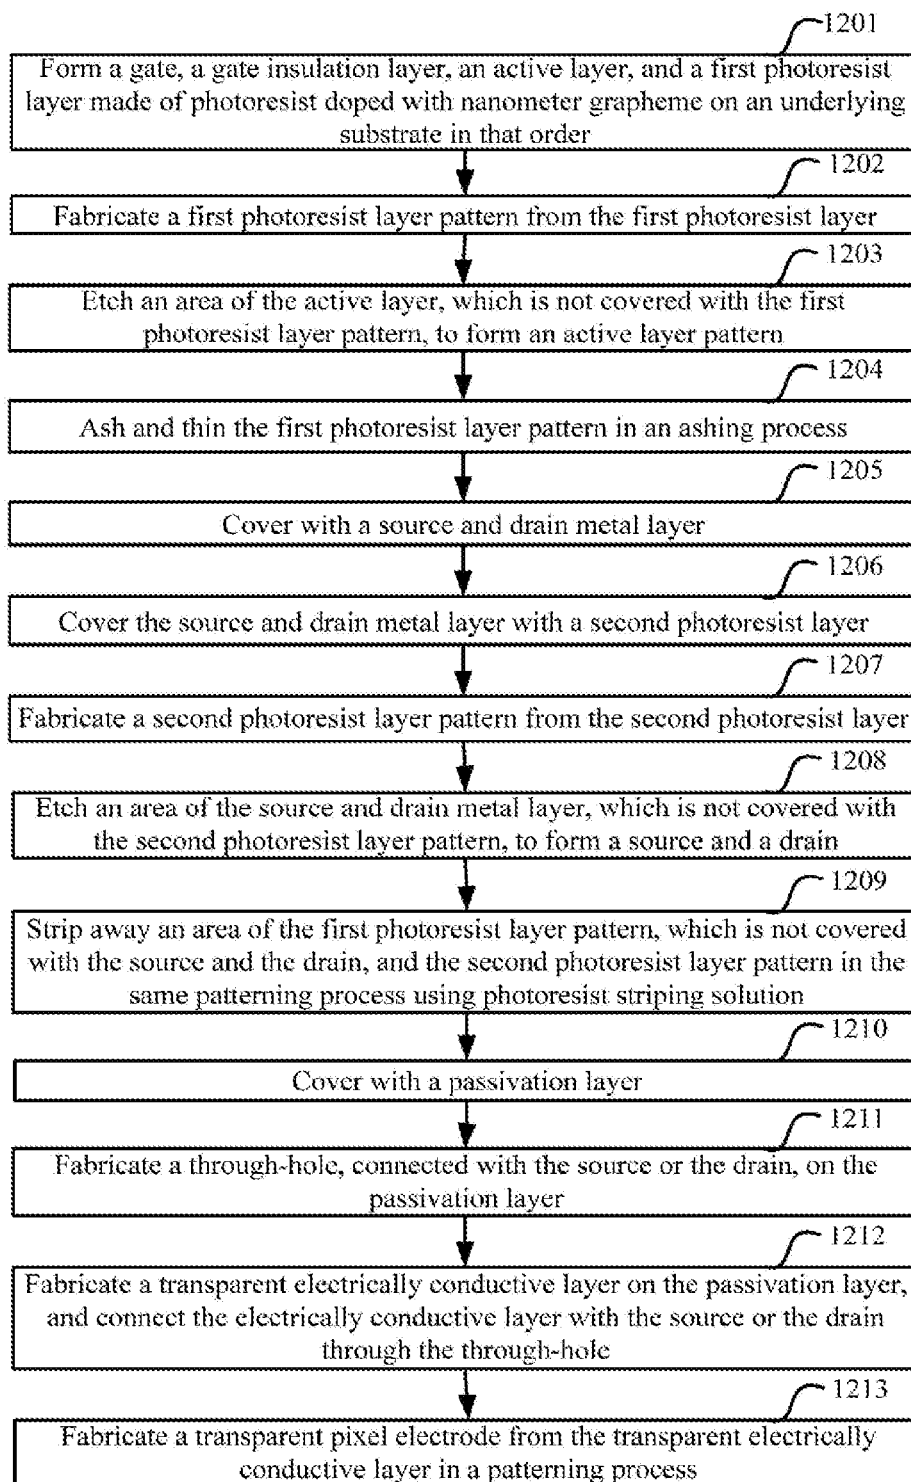 1201
Form a gate, a gate insulation layer, an active layer, and a first photoresist
layer made of photoresist doped with nanometer grapheme on an underlying
substrate in that order
1202
Fabricate a first photoresist layer pattern from the first photoresist layer
1203
Etch an area of the active layer, which is not covered with the first
photoresist layer pattern, to form an active layer pattern
1204
Ash and thin the first photoresist layer pattern in an ashing process
1205
Cover with a source and drain metal layer
1206
Cover the source and drain metal layer with a second photoresist layer
1207
Fabricate a second photoresist layer pattern from the second photoresist layer
1208
Etch an area of the source and drain metal layer, which is not covered with
the second photoresist layer pattern, to form a source and a drain
1209
Strip away an area of the first photoresist layer pattern, which is not covered
with the source and the drain, and the second photoresist layer pattern in the
same patterning process using photoresist striping solution
1210
Cover with a passivation layer
1211
Fabricate a through-hole, connected with the source or the drain, on the
passivation layer
1212
Fabricate a transparent electrically conductive layer on the passivation layer,
and connect the electrically conductive layer with the source or the drain
through the through-hole
1213
Fabricate a transparent pixel electrode from the transparent electrically
conductive layer in a patterning process